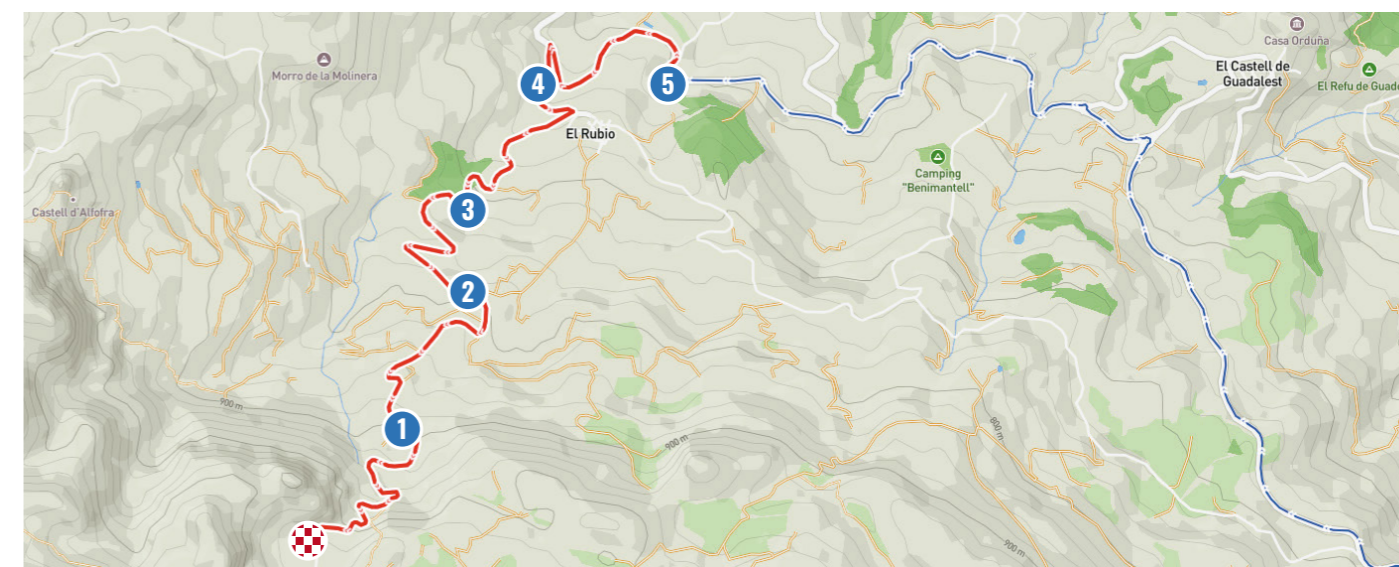 Casa Orduña
Morro de la Molinera
El Castell de
Guadalest
El Refu de Guad
4
5
El Rubio
Camping
"Benimantell"
3
Castell d'Alfofra
2
900 m
1
900 m
800 m
900 m